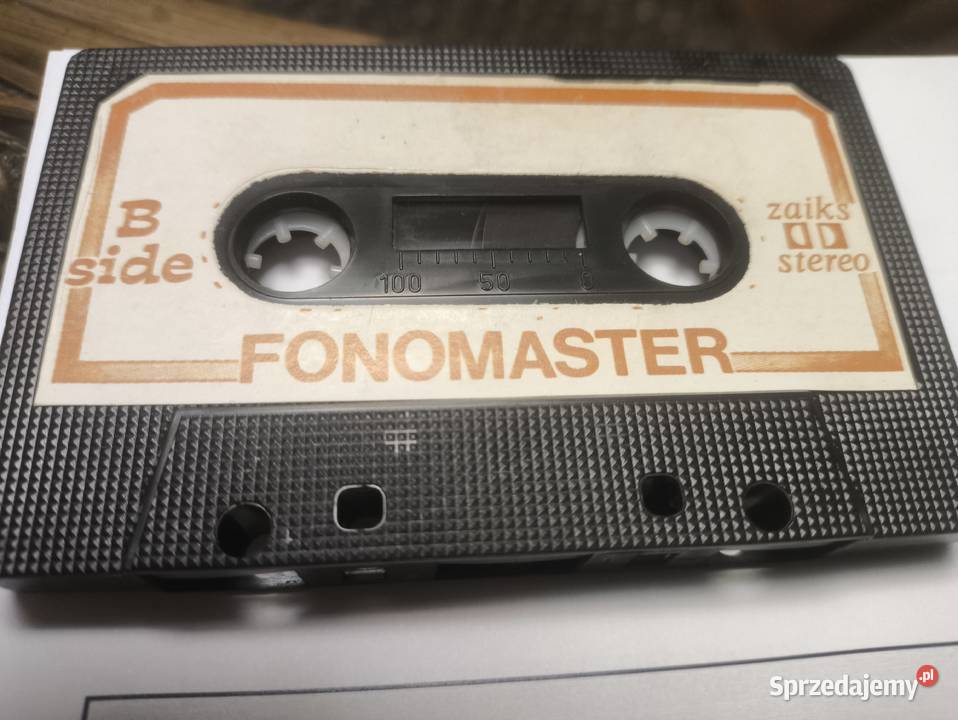 B
side
zaiks
stereo
100 50 0
FONOMASTER
Sprzedajemy.pl